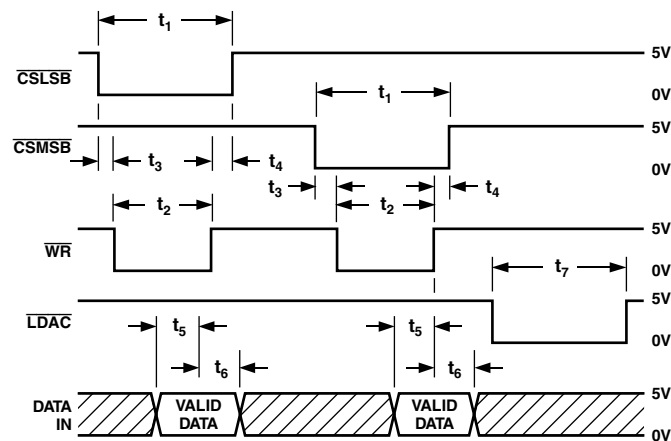 t1
CSLSB
5V
0V
t1
CSMSB
5V
0V
t3
t4
t3
t4
t2
t2
WR
5V
0V
t7
LDAC
5V
0V
t5
t5
t6
t6
DATA IN
VALID DATA
VALID DATA
5V
0V